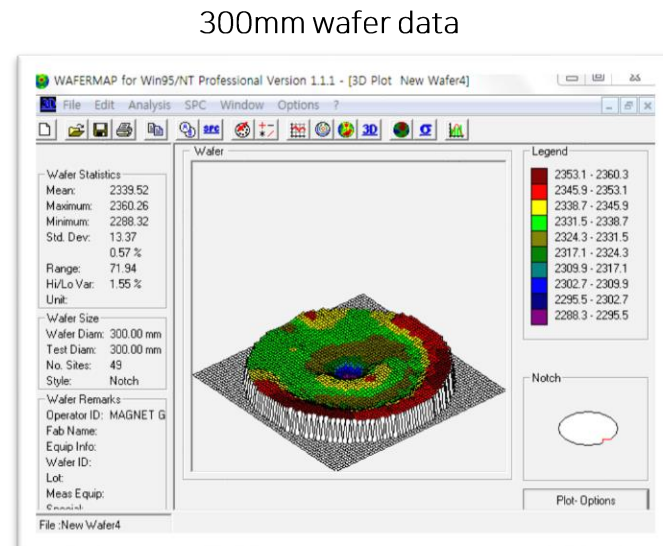 300mm wafer data
WAFERMAP for Win95/NT Professional Version 1.1.1 - [3D Plot New Wafer4]
3D File Edit Analysis SPC Window Options ?
SPC 3D σ
Wafer Statistics
Mean: 2339.52
Maximum: 2360.26
Minimum: 2288.32
Std. Dev: 13.37
0.57 %
Range: 71.94
Hi/Lo Var: 1.55 %
Unit:
Wafer Size
Wafer Diam: 300.00 mm
Test Diam: 300.00 mm
No. Sites: 49
Style: Notch
Wafer Remarks
Operator ID: MAGNET G
Fab Name:
Equip Info:
Wafer ID:
Lot:
Meas Equip:
File :New Wafer4
Wafer
Legend
2353.1 - 2360.3
2345.9 - 2353.1
2338.7 - 2345.9
2331.5 - 2338.7
2324.3 - 2331.5
2317.1 - 2324.3
2309.9 - 2317.1
2302.7 - 2309.9
2295.5 - 2302.7
2288.3 - 2295.5
Notch
Plot- Options